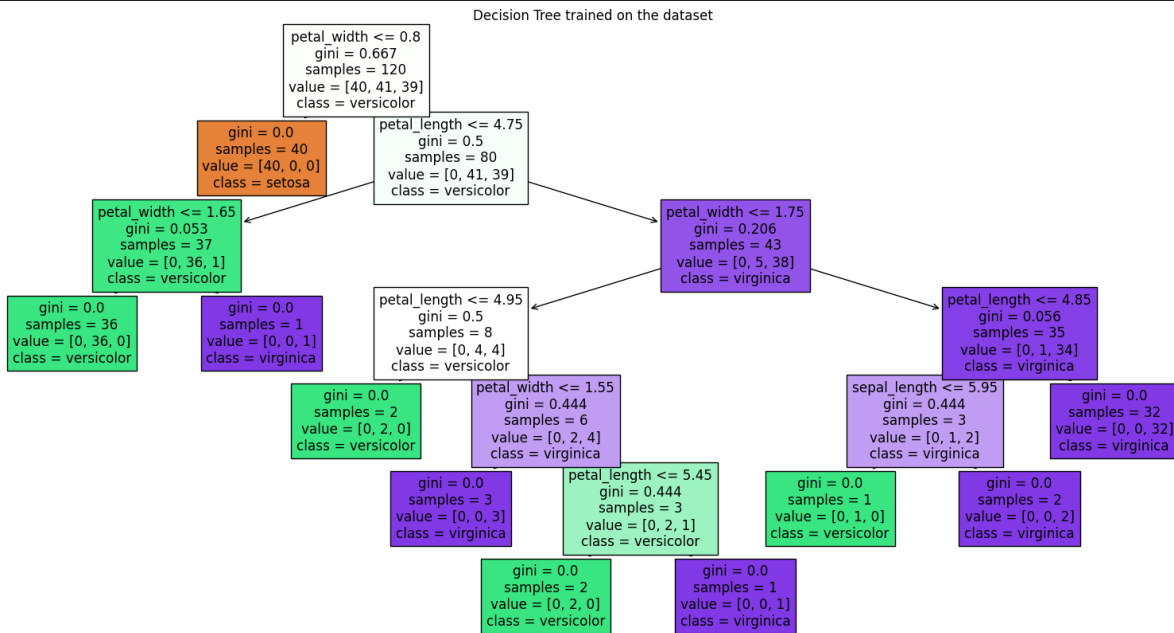 Decision Tree trained on the dataset
petal_width <= 0.8
gini = 0.667
samples = 120
value = [40, 41, 39]
class = versicolor
gini = 0.0
samples = 40
value = [40, 0, 0]
class = setosa
petal_length <= 4.75
gini = 0.5
samples = 80
value = [0, 41, 39]
class = versicolor
petal_width <= 1.65
gini = 0.053
samples = 37
value = [0, 36, 1]
class = versicolor
petal_width <= 1.75
gini = 0.206
samples = 43
value = [0, 5, 38]
class = virginica
gini = 0.0
samples = 36
value = [0, 36, 0]
class = versicolor
gini = 0.0
samples = 1
value = [0, 0, 1]
class = virginica
petal_length <= 4.95
gini = 0.5
samples = 8
value = [0, 4, 4]
class = versicolor
petal_length <= 4.85
gini = 0.056
samples = 35
value = [0, 1, 34]
class = virginica
gini = 0.0
samples = 2
value = [0, 2, 0]
class = versicolor
petal_width <= 1.55
gini = 0.444
samples = 6
value = [0, 2, 4]
class = virginica
sepal_length <= 5.95
gini = 0.444
samples = 3
value = [0, 1, 2]
class = virginica
gini = 0.0
samples = 32
value = [0, 0, 32]
class = virginica
gini = 0.0
samples = 3
value = [0, 0, 3]
class = virginica
petal_length <= 5.45
gini = 0.444
samples = 3
value = [0, 2, 1]
class = versicolor
gini = 0.0
samples = 1
value = [0, 1, 0]
class = versicolor
gini = 0.0
samples = 2
value = [0, 0, 2]
class = virginica
gini = 0.0
samples = 2
value = [0, 2, 0]
class = versicolor
gini = 0.0
samples = 1
value = [0, 0, 1]
class = virginica